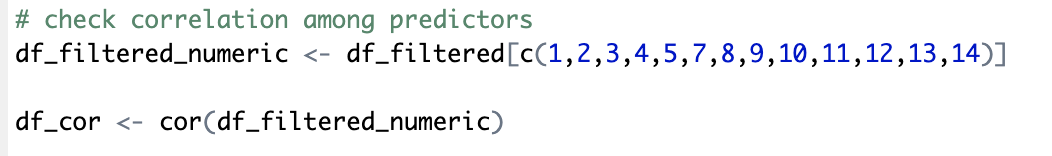 # check correlation among predictors
df_filtered_numeric <- df_filtered[c(1,2,3,4,5,7,8,9,10,11,12,13,14)]
df_cor <- cor(df_filtered_numeric)